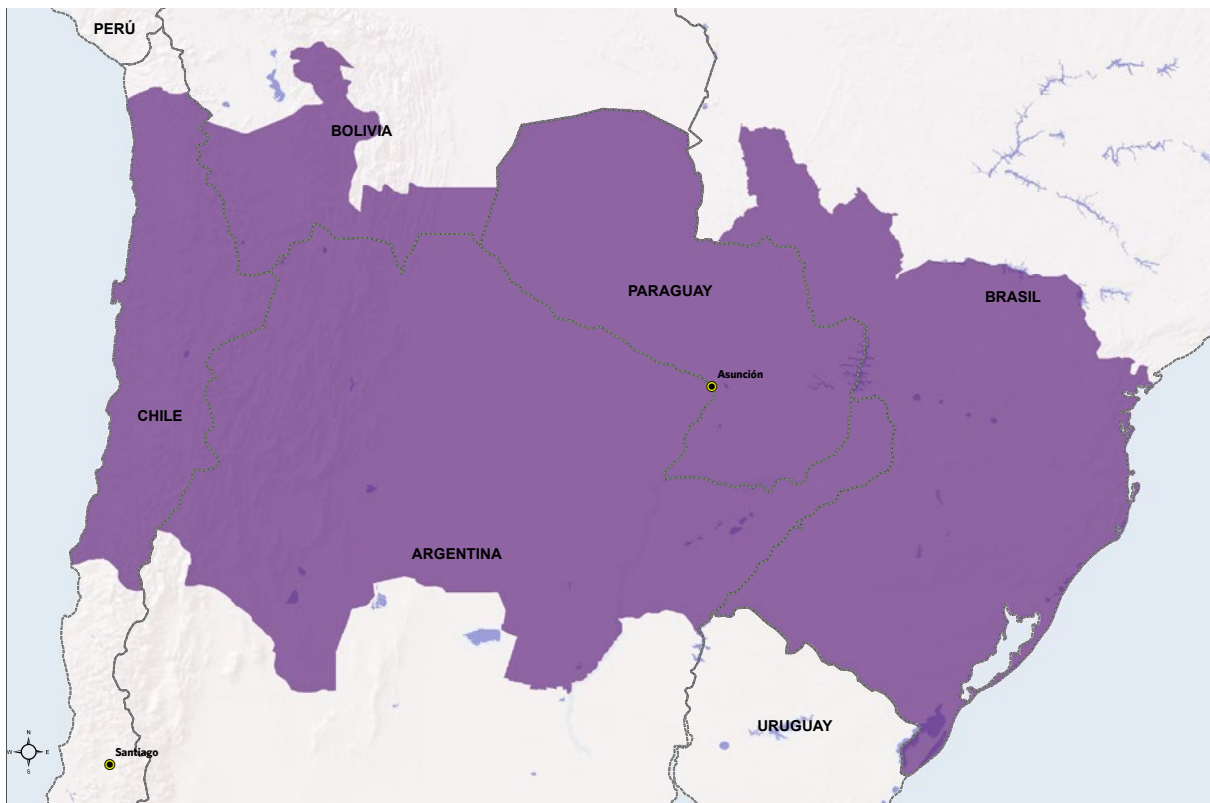 PERÚ
BOLIVIA
PARAGUAY
BRASIL
Asunción
CHILE
ARGENTINA
URUGUAY
N
W E
S
Santiago